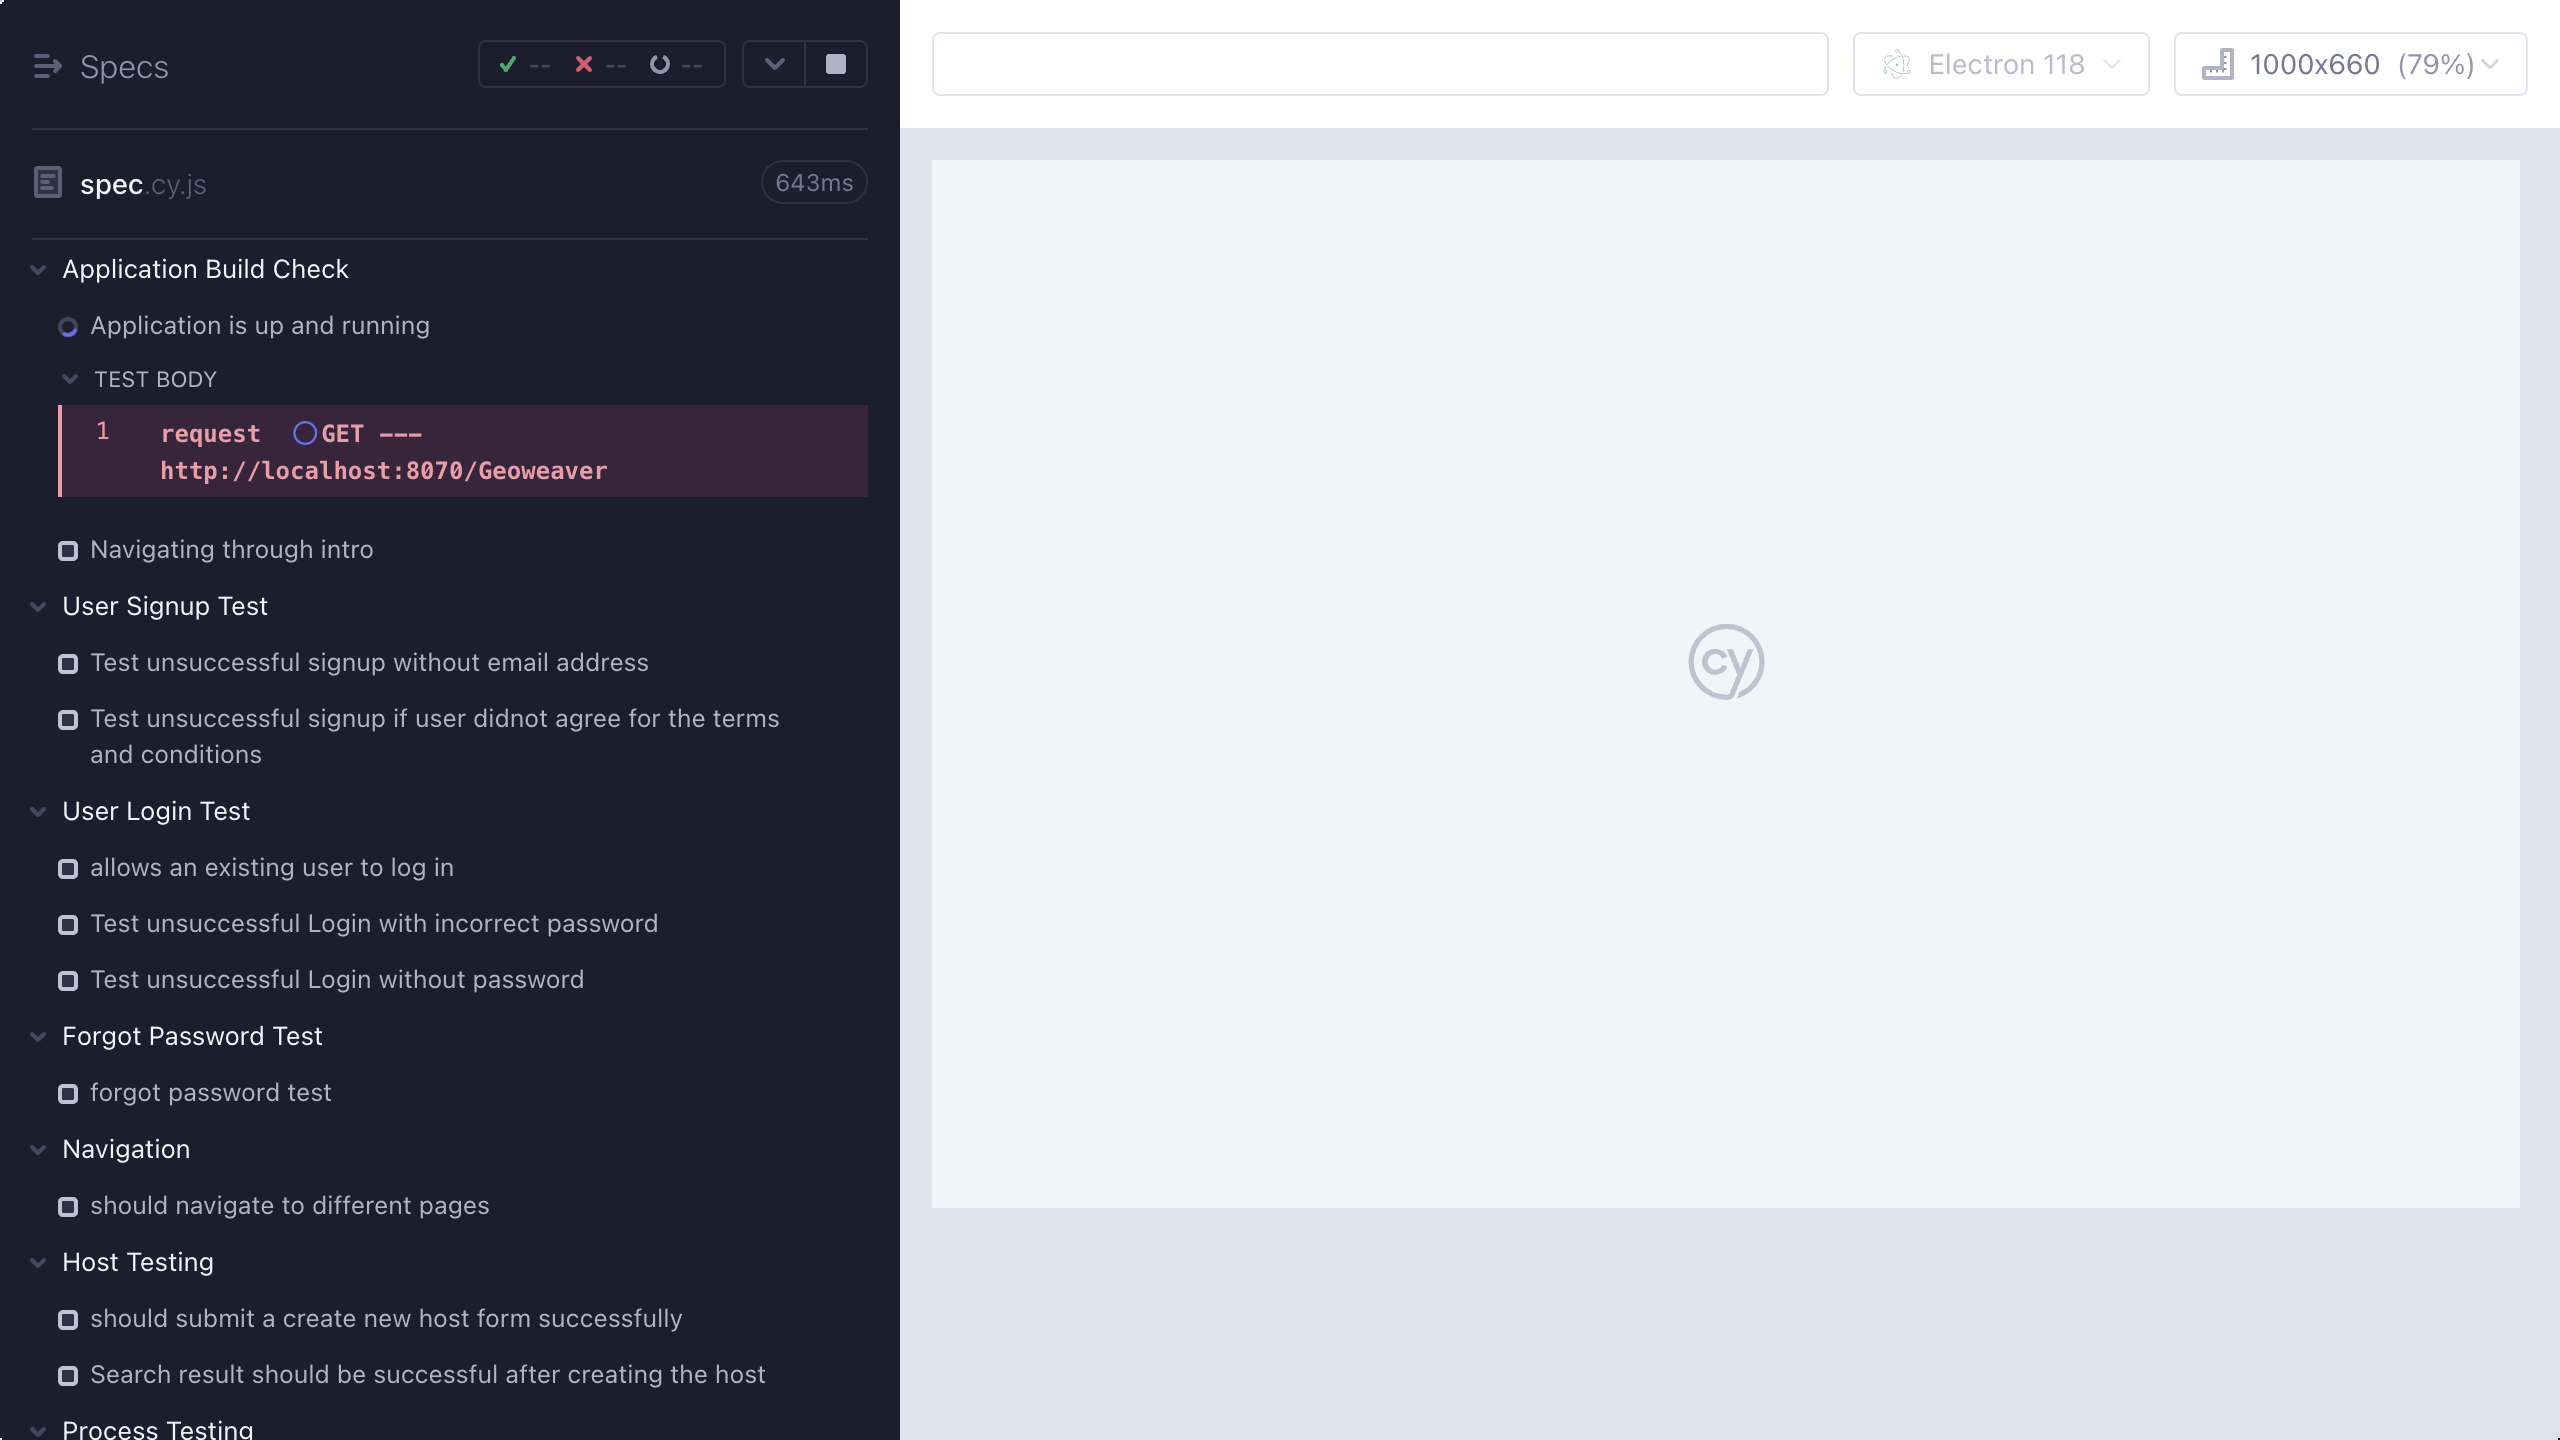 Specs
-- -- --
spec.cy.js
643ms
Application Build Check
Application is up and running
TEST BODY
1 request GET ---
http://localhost:8070/Geoweaver
Navigating through intro
User Signup Test
Test unsuccessful signup without email address
Test unsuccessful signup if user didnot agree for the terms
and conditions
User Login Test
allows an existing user to log in
Test unsuccessful Login with incorrect password
Test unsuccessful Login without password
Forgot Password Test
forgot password test
Navigation
should navigate to different pages
Host Testing
should submit a create new host form successfully
Search result should be successful after creating the host
Process Testing
Electron 118
1000x660 (79%)
cy